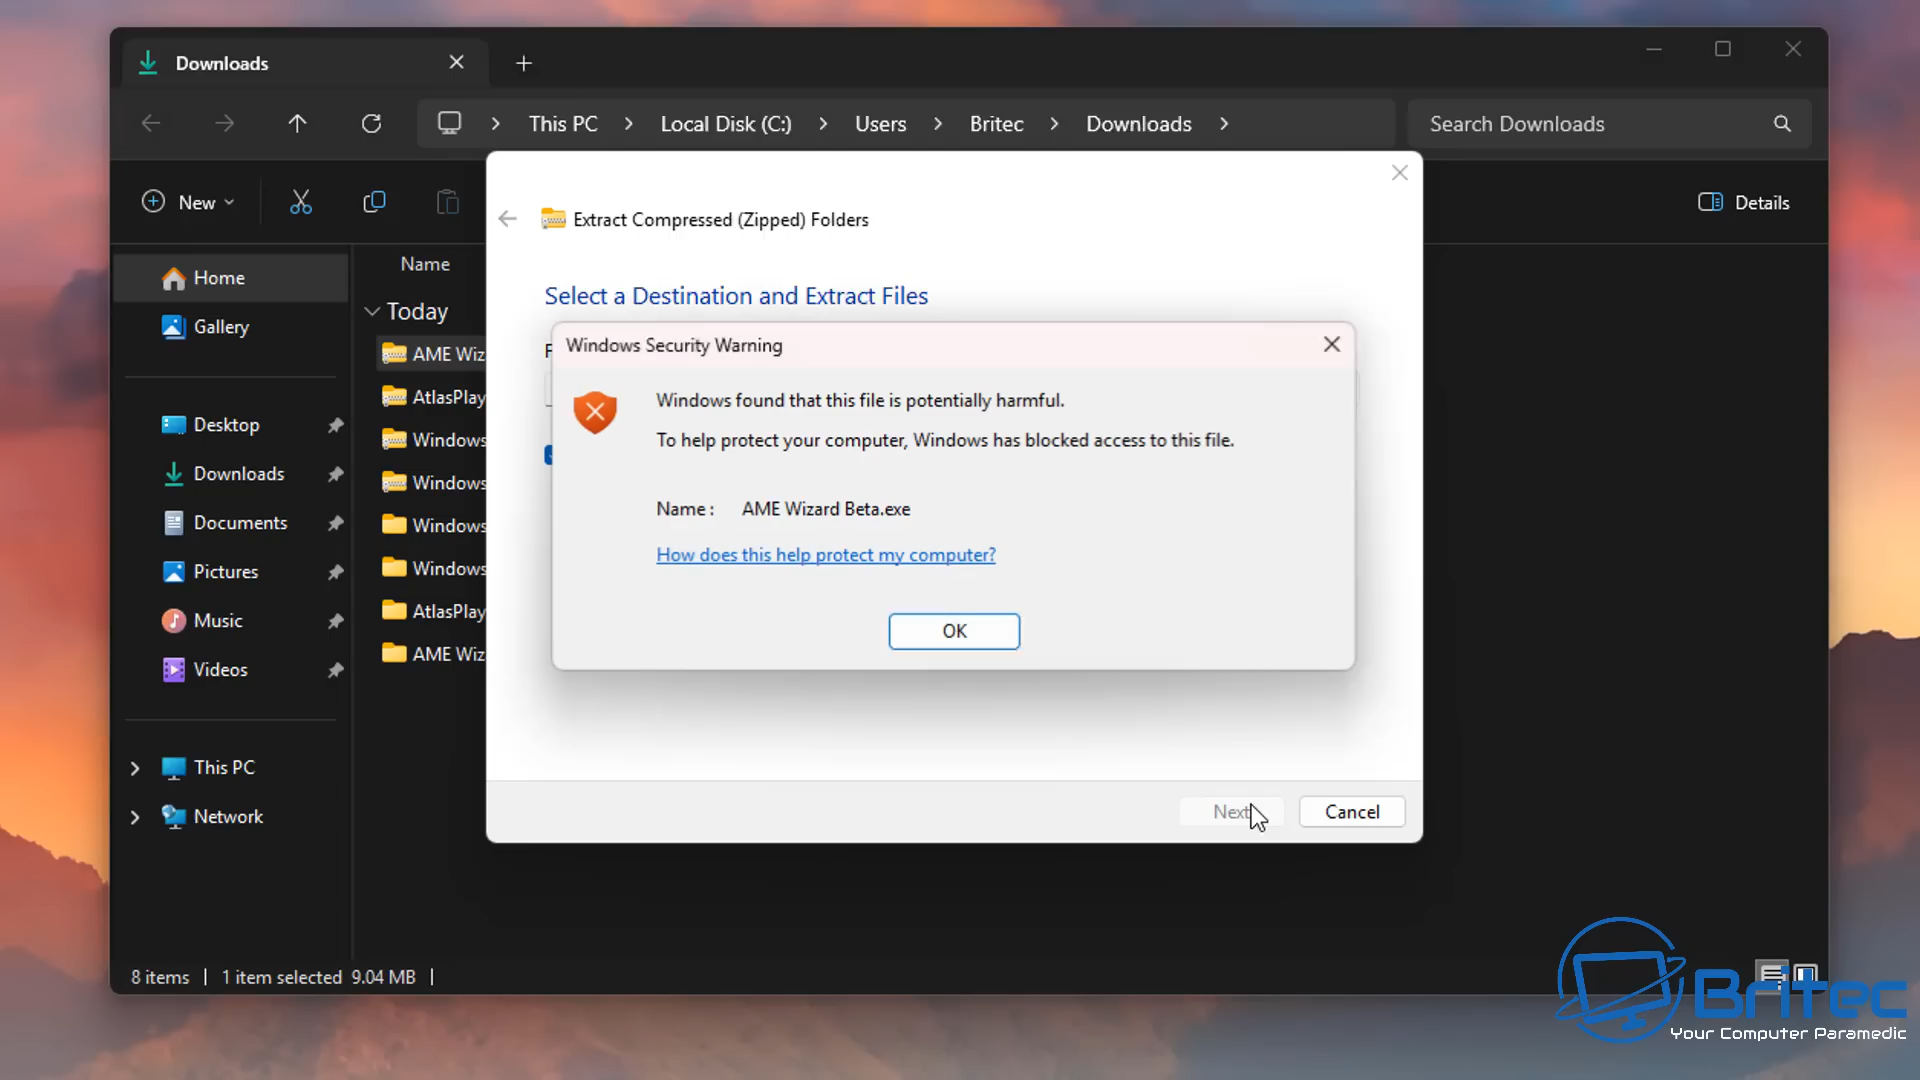 Downloads
This PC
Local Disk (C:)
Users
Britec
Downloads
Search Downloads
New
Details
Extract Compressed (Zipped) Folders
Name
Select a Destination and Extract Files
Home
Gallery
Today
AME Wiz
AtlasPlay
Windows
Windows
Windows
Windows
AtlasPlay
AME Wiz
F
Windows Security Warning
Windows found that this file is potentially harmful.
To help protect your computer, Windows has blocked access to this file.
Name :
AME Wizard Beta.exe
How does this help protect my computer?
OK
Desktop
Downloads
Documents
Pictures
Music
Videos
This PC
Network
Next
Cancel
8 items
1 item selected 9.04 MB
Britec
Your Computer Paramedic